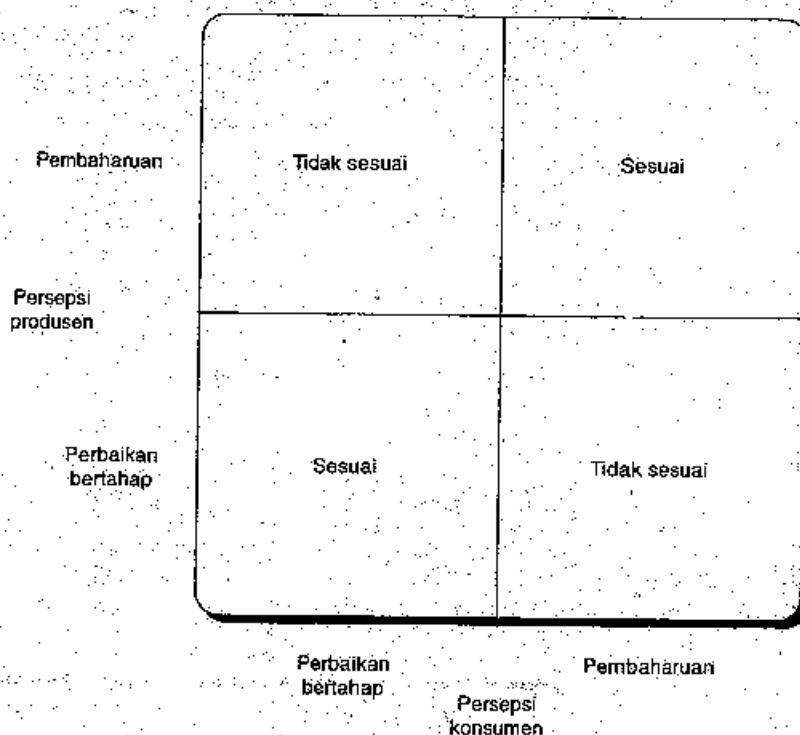 Pembaharuan
Tidak sesuai
Sesuai
Persepsi
produsen
Perbaikan
bertahap
Sesuai
Tidak sesuai
Perbaikan
bertahap
Pembaharuan
Persepsi
konsumen